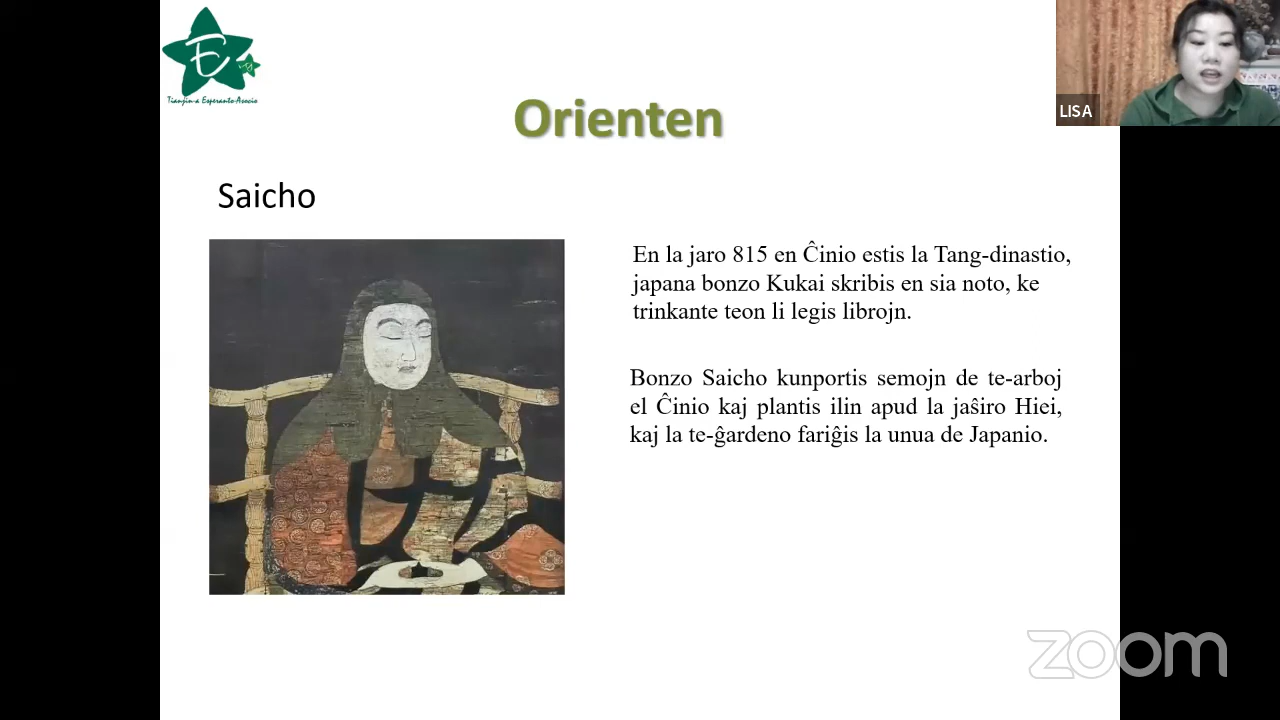 E
Tianjin-a Esperanto-Asocio
LISA
Orienten
Saicho
En la jaro 815 en Ĉinio estis la Tang-dinastio,
japana bonzo Kukai skribis en sia noto, ke
trinkante teon li legis librojn.
Bonzo Saicho kunportis semojn de te-arboj
el Ĉinio kaj plantis ilin apud la jaŝiro Hiei,
kaj la te-ĝardeno fariĝis la unua de Japanio.
zoom